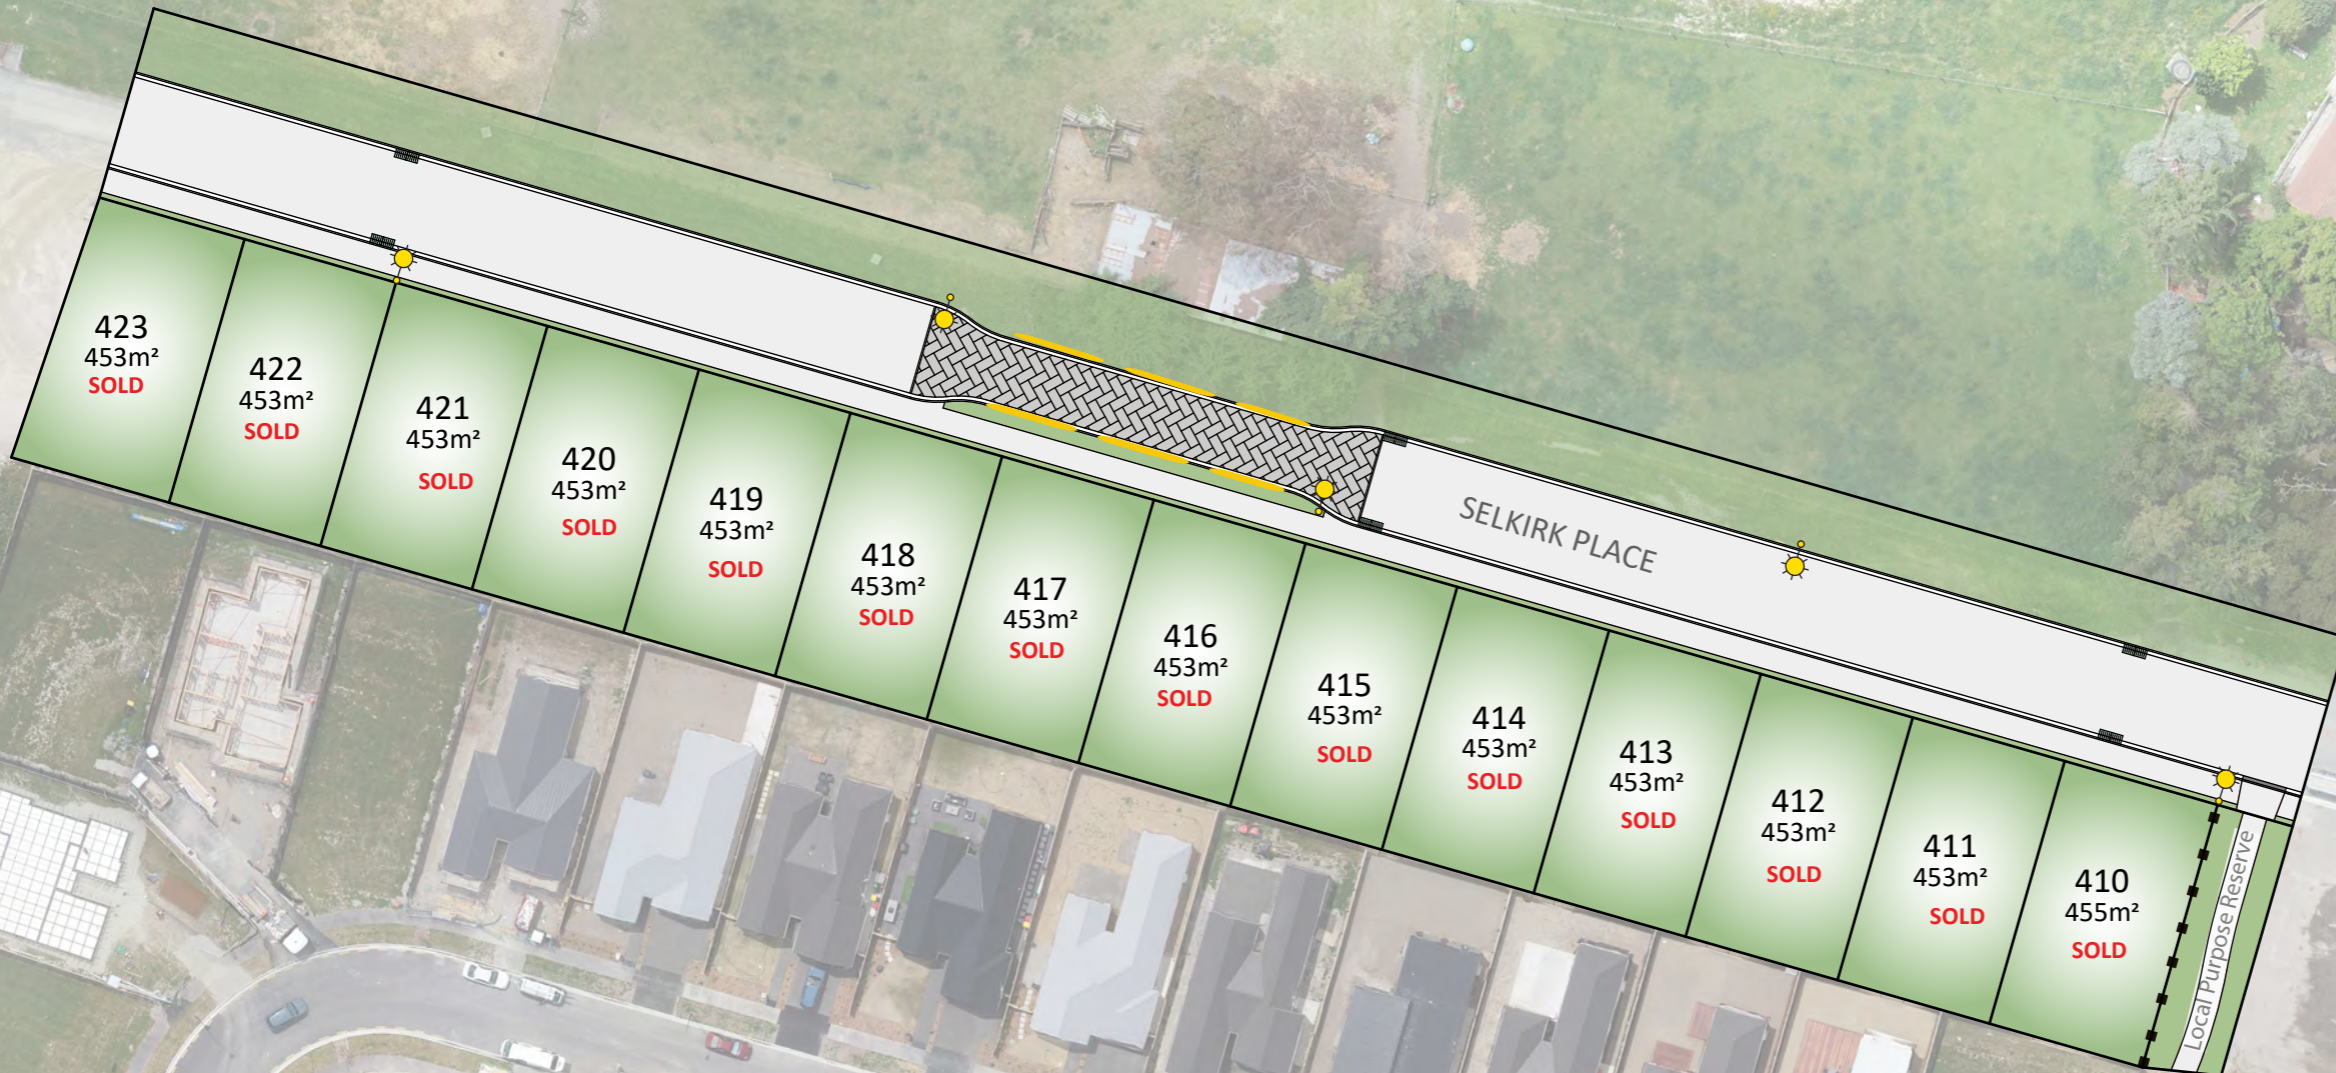 423
453m²
SOLD
422
453m²
SOLD
421
453m²
SOLD
420
453m²
SOLD
419
453m²
SOLD
418
453m²
SOLD
417
453m²
SOLD
416
453m²
SOLD
415
453m²
SOLD
414
453m²
SOLD
413
453m²
SOLD
412
453m²
SOLD
411
453m²
SOLD
410
455m²
SOLD
SELKIRK PLACE
Local Purpose Reserve